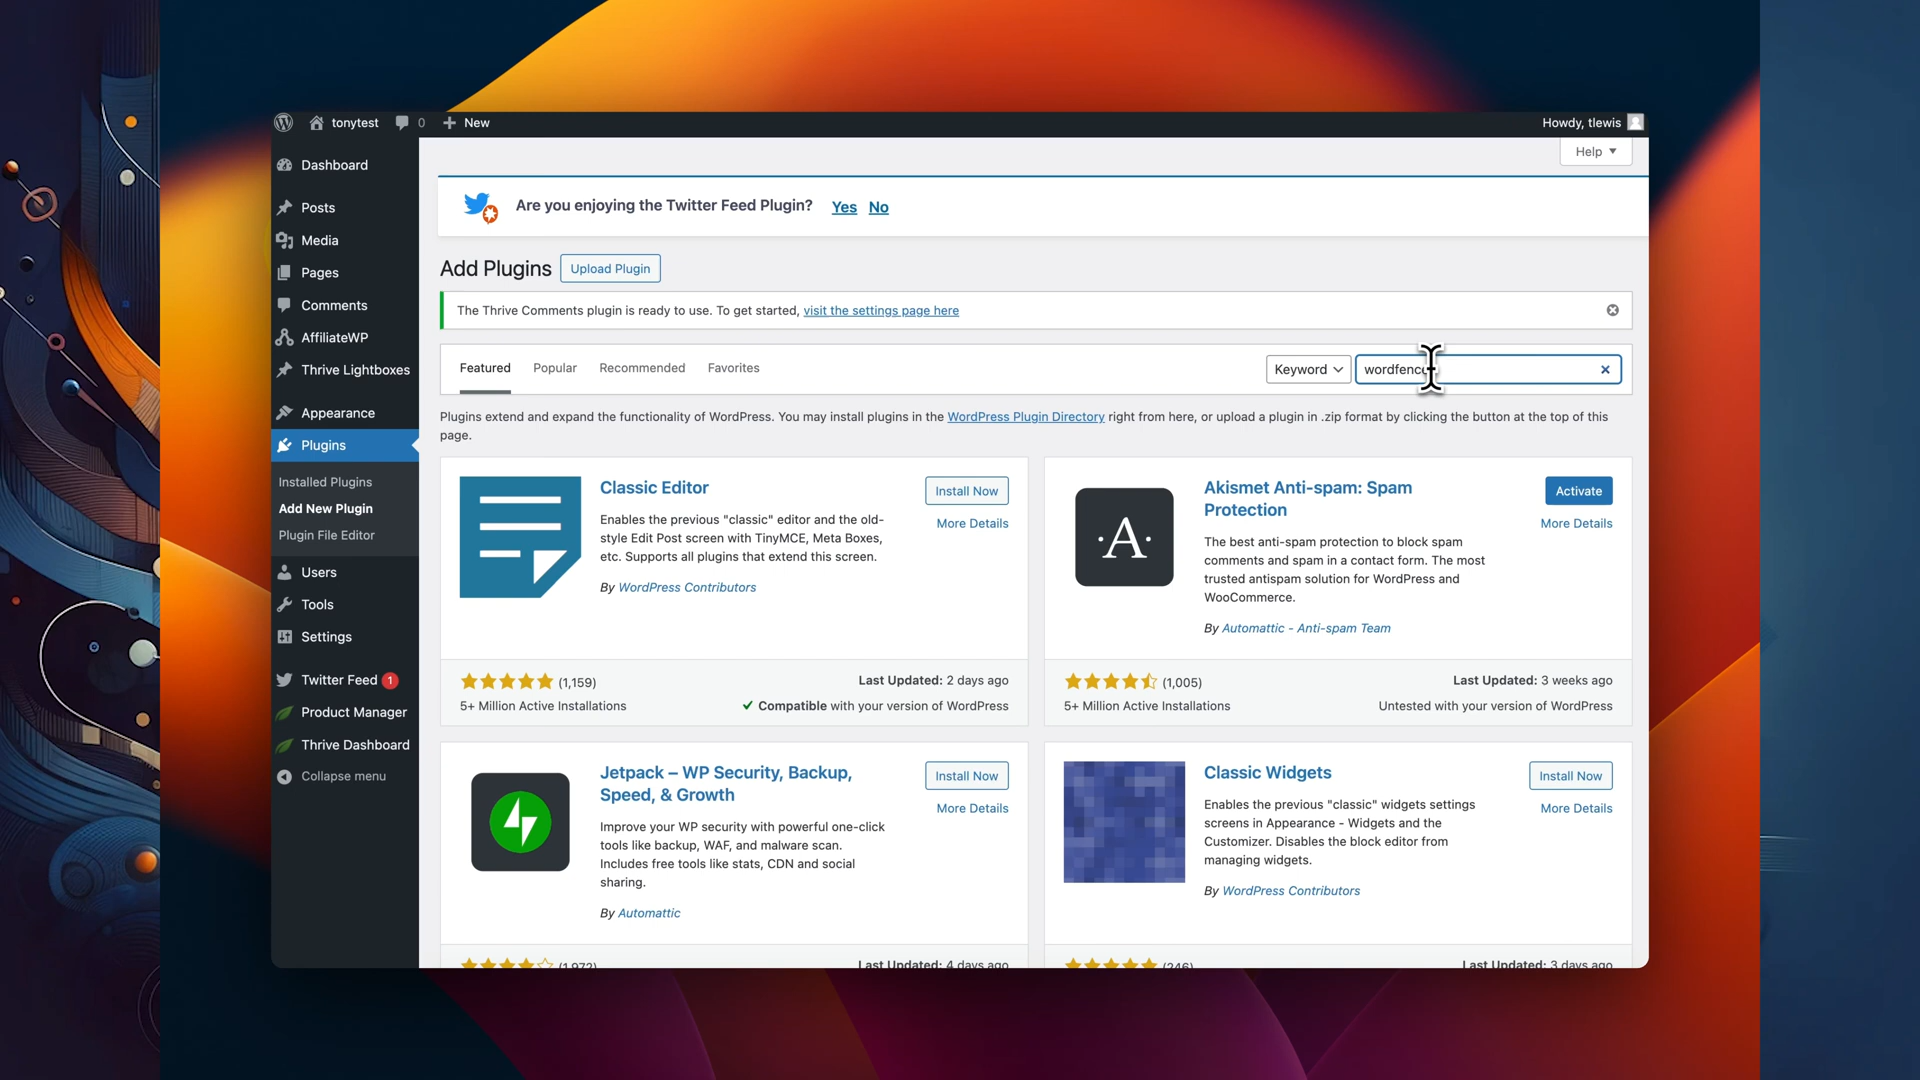 tonytest 0 New Howdy, tlewis
Help
Dashboard
Posts
Media
Pages
Comments
AffiliateWP
Thrive Lightboxes
Appearance
Plugins
Installed Plugins
Add New Plugin
Plugin File Editor
Users
Tools
Settings
Twitter Feed 1
Product Manager
Thrive Dashboard
Collapse menu
Are you enjoying the Twitter Feed Plugin? Yes No
Add Plugins Upload Plugin
The Thrive Comments plugin is ready to use. To get started, visit the settings page here
Featured Popular Recommended Favorites Keyword wordfence
Plugins extend and expand the functionality of WordPress. You may install plugins in the WordPress Plugin Directory right from here, or upload a plugin in .zip format by clicking the button at the top of this
page.
Classic Editor
Install Now
More Details
Enables the previous "classic" editor and the old-
style Edit Post screen with TinyMCE, Meta Boxes,
etc. Supports all plugins that extend this screen.
By WordPress Contributors
(1,159)
Last Updated: 2 days ago
5+ Million Active Installations
Compatible with your version of WordPress
·A·
Akismet Anti-spam: Spam
Protection
Activate
More Details
The best anti-spam protection to block spam
comments and spam in a contact form. The most
trusted antispam solution for WordPress and
WooCommerce.
By Automattic - Anti-spam Team
(1,005)
Last Updated: 3 weeks ago
5+ Million Active Installations
Untested with your version of WordPress
Jetpack – WP Security, Backup,
Speed, & Growth
Install Now
More Details
Improve your WP security with powerful one-click
tools like backup, WAF, and malware scan.
Includes free tools like stats, CDN and social
sharing.
By Automattic
(1,972)
Last Updated: 4 days ago
Classic Widgets
Install Now
More Details
Enables the previous "classic" widgets settings
screens in Appearance - Widgets and the
Customizer. Disables the block editor from
managing widgets.
By WordPress Contributors
(246)
Last Updated: 3 days ago